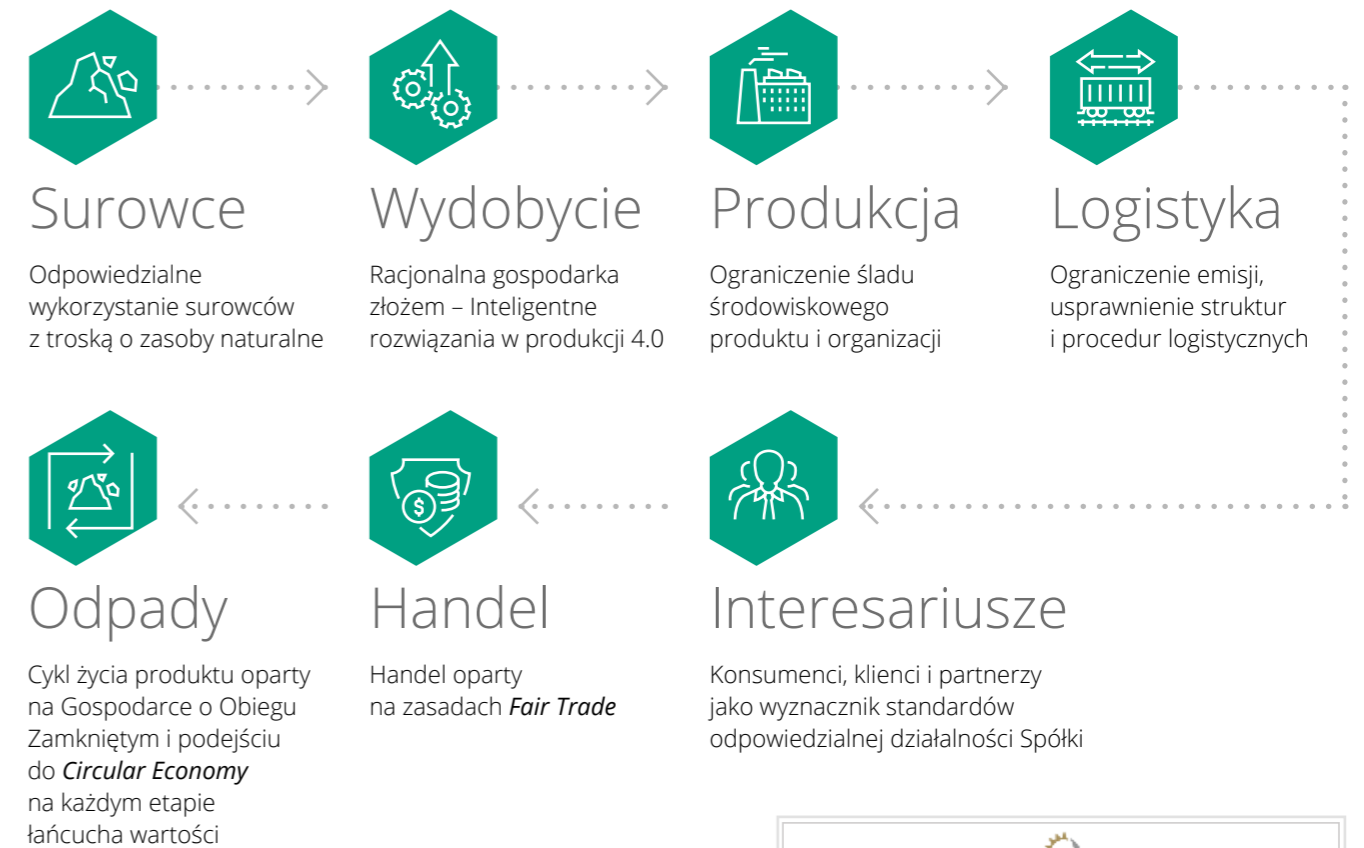 Surowce
Odpowiedzialne
wykorzystanie surowców
z troską o zasoby naturalne
Wydobycie
Racjonalna gospodarka
złożem – Inteligentne
rozwiązania w produkcji 4.0
Produkcja
Ograniczenie śladu
środowiskowego
produktu i organizacji
Logistyka
Ograniczenie emisji,
usprawnienie struktur
i procedur logistycznych
Odpady
Cykl życia produktu oparty
na Gospodarce o Obiegu
Zamkniętym i podejściu
do Circular Economy
na każdym etapie
łańcucha wartości
Handel
Handel oparty
na zasadach Fair Trade
Interesariusze
Konsumenci, klienci i partnerzy
jako wyznacznik standardów
odpowiedzialnej działalności Spółki